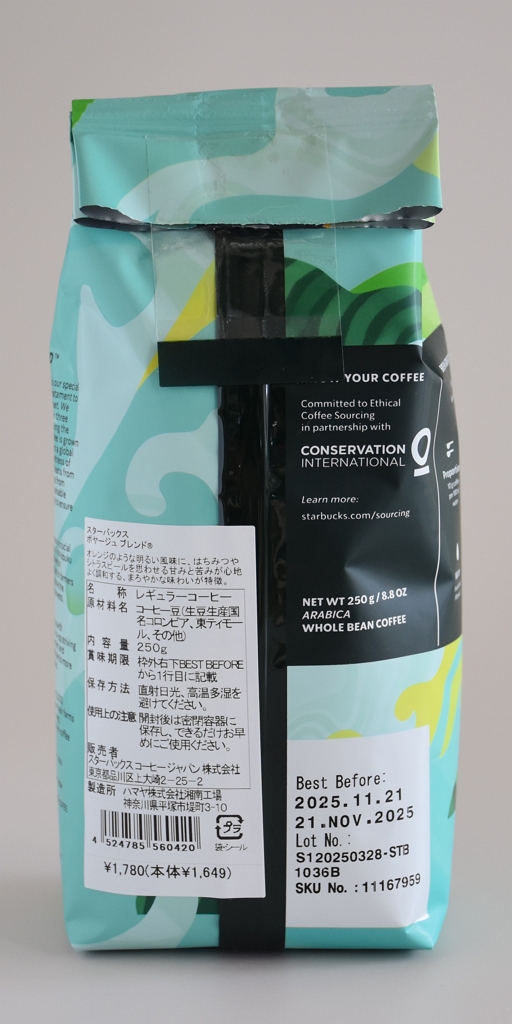 TM
our special
three
is grown
global
from
ensure
YOUR COFFEE
Committed to Ethical
Coffee Sourcing
in partnership with
CONSERVATION
INTERNATIONAL
Learn more:
starbucks.com/sourcing
NET WT 250 g / 8.8 OZ
ARABICA
WHOLE BEAN COFFEE
スターバックス
ボヤージュ ブレンド®
オレンジのような明るい風味に、はちみつや
シトラスピールを思わせる甘みと苦みが心地
よく調和する、まろやかな味わいが特徴。
名 称 レギュラーコーヒー
原材料名 コーヒー豆(生豆生産国
名コロンビア、東ティモー
ル、その他)
内容量 250g
賞味期限 枠外右下BEST BEFORE
から1行目に記載
保存方法 直射日光、高温多湿を
避けてください。
使用上の注意 開封後は密閉容器に
保存し、できるだけお早
めにご使用ください。
販売者
スターバックスコーヒージャパン株式会社
東京都品川区上大崎2-25-2
製造所 ハマヤ株式会社湘南工場
神奈川県平塚市堤町3-10
4 524785 560420
プラ
袋・シール
¥1,780(本体¥1,649)
Best Before:
2025.11.21
21.NOV.2025
Lot No.:
S120250328-STB
1036B
SKU No. :11167959